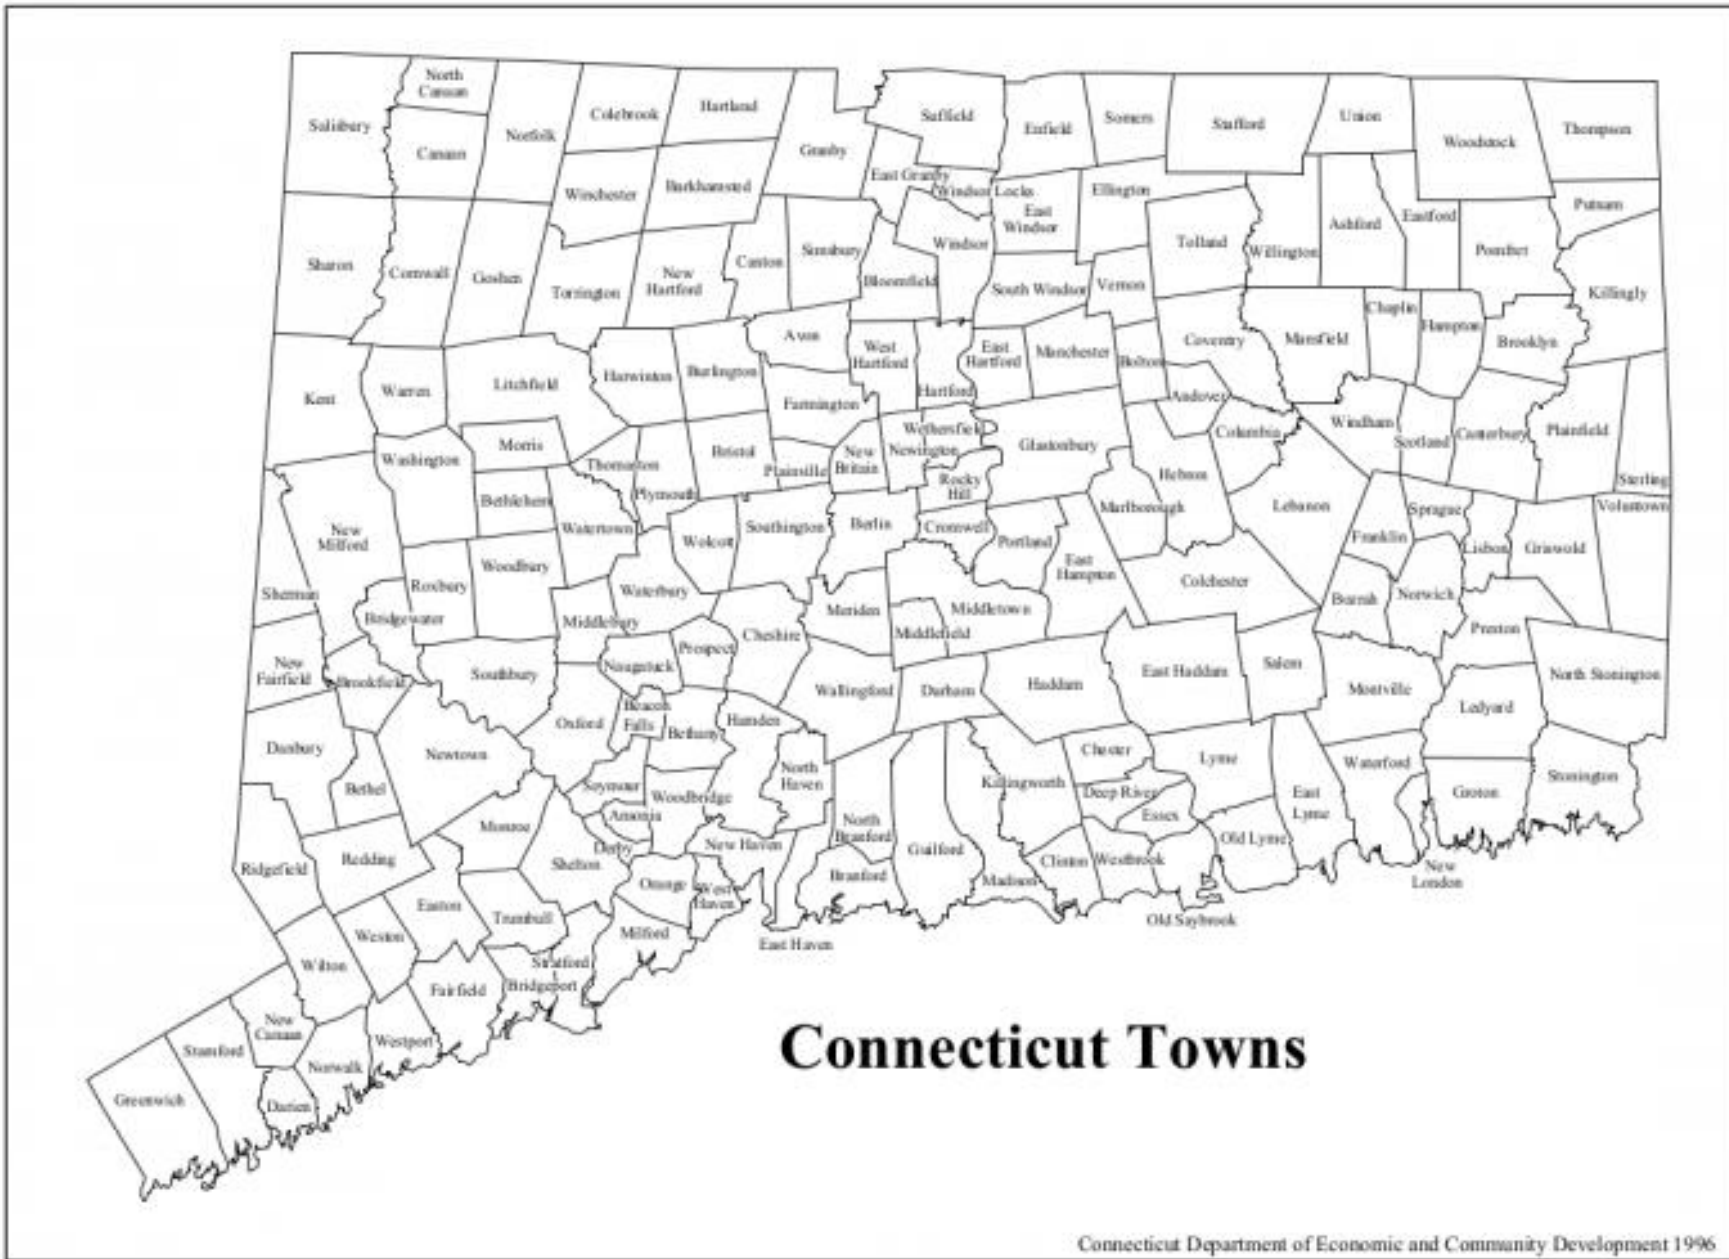 North
Canaan
Salisbury
Canaan
Norfolk
Colebrook
Hartland
Granby
Suffield
Enfield
Somers
Stafford
Union
Woodstock
Thompson
Winchester
Barkhamsted
East Granby
Windsor Locks
East
Windsor
Ellington
Tolland
Willington
Ashford
Eastford
Pomfret
Putnam
Sharon
Cornwall
Goshen
Torrington
New
Hartford
Canton
Simsbury
Bloomfield
Windsor
South Windsor
Vernon
Killingly
Kent
Warren
Litchfield
Harwinton
Burlington
Avon
West
Hartford
Hartford
East
Hartford
Manchester
Bolton
Coventry
Mansfield
Chaplin
Hampton
Brooklyn
Morris
Washington
Thomaston
Plymouth
Bristol
Farmington
Plainville
New
Britain
Newington
Wethersfield
Rocky
Hill
Glastonbury
Andover
Columbia
Hebron
Marlborough
Windham
Scotland
Canterbury
Plainfield
Sterling
Voluntown
New
Milford
Bethlehem
Watertown
Wolcott
Southington
Berlin
Cromwell
Portland
East
Hampton
Lebanon
Franklin
Sprague
Lisbon
Griswold
Sherman
Bridgewater
Roxbury
Woodbury
Middlebury
Waterbury
Cheshire
Meriden
Middlefield
Middletown
Colchester
Bozrah
Norwich
Preston
New
Fairfield
Brookfield
Southbury
Naugatuck
Prospect
Wallingford
Durham
Haddam
East Haddam
Salem
Montville
North Stonington
Ledyard
Danbury
Bethel
Newtown
Oxford
Beacon
Falls
Bethany
Hamden
North
Haven
Killingworth
Chester
Deep River
Essex
Lyme
East
Lyme
Waterford
Groton
Stonington
Seymour
Ansonia
Derby
Woodbridge
New Haven
North
Branford
Branford
Guilford
Madison
Clinton
Westbrook
Old Lyme
New
London
Old Saybrook
East Haven
Ridgefield
Redding
Monroe
Shelton
Orange
West
Haven
Milford
Easton
Trumbull
Weston
Wilton
Stratford
Bridgeport
Fairfield
Westport
New
Canaan
Norwalk
Stamford
Darien
Greenwich
Connecticut Towns
Connecticut Department of Economic and Community Development 1996